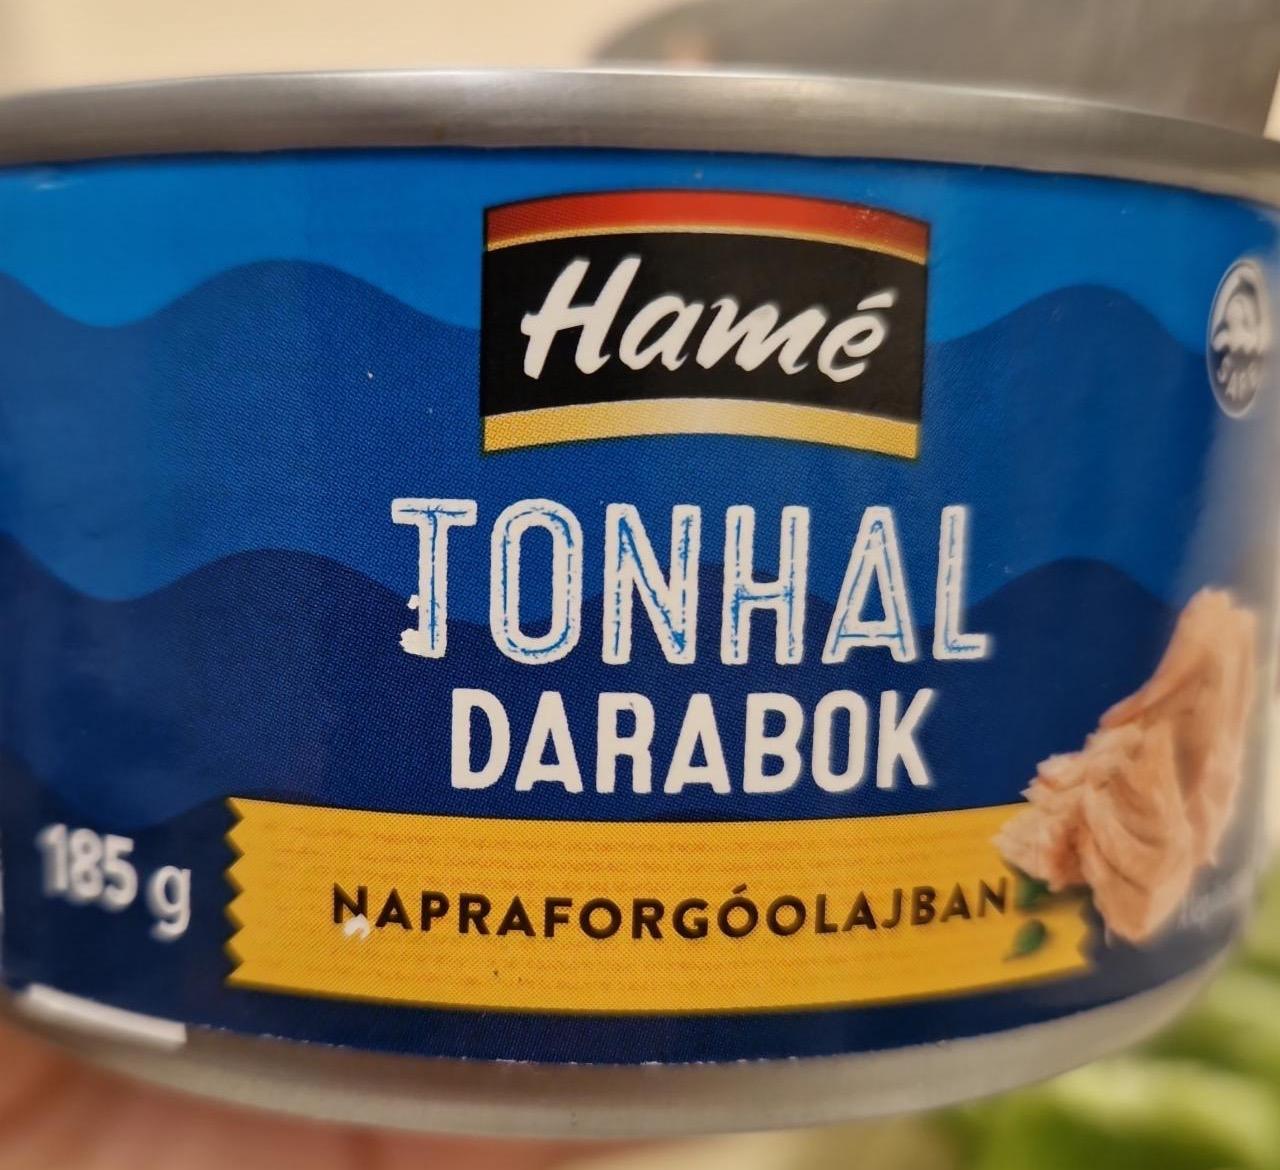 Hamé
TONHAL
DARABOK
185 g
NAPRAFORGÓOLAJBAN